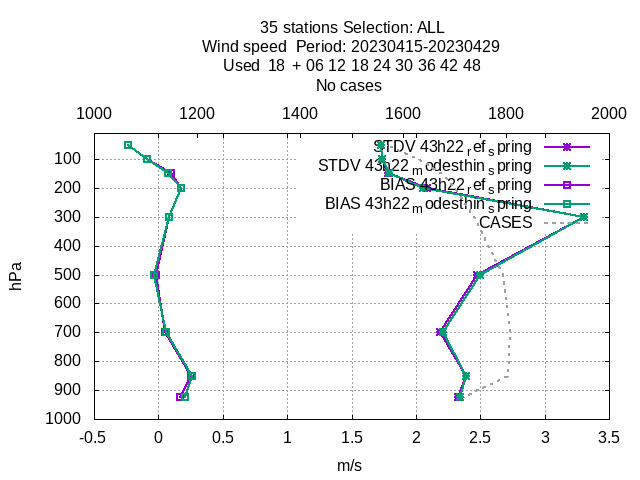 35 stations Selection: ALL
Wind speed  Period: 20230415-20230429
Used  18  + 06 12 18 24 30 36 42 48
No cases
1000 1200 1400 1600 1800 2000
STDV 43h22_ref_spring
STDV 43h22_modesthin_spring
BIAS 43h22_ref_spring
BIAS 43h22_modesthin_spring
CASES
hPa
100
200
300
400
500
600
700
800
900
1000
-0.5 0 0.5 1 1.5 2 2.5 3 3.5
m/s